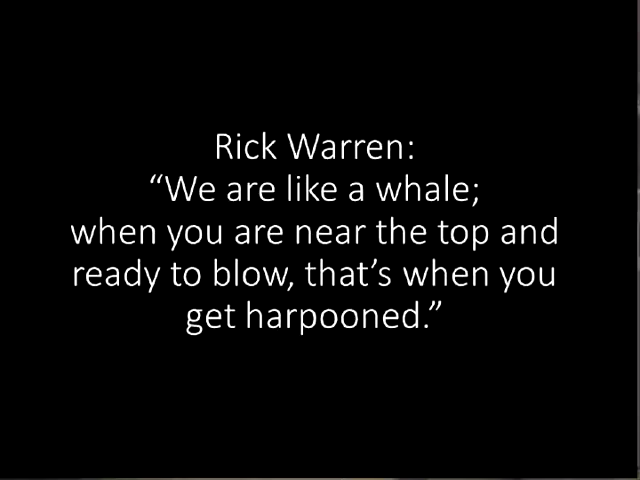 Rick Warren:
“We are like a whale;
when you are near the top and
ready to blow, that’s when you
get harpooned.”